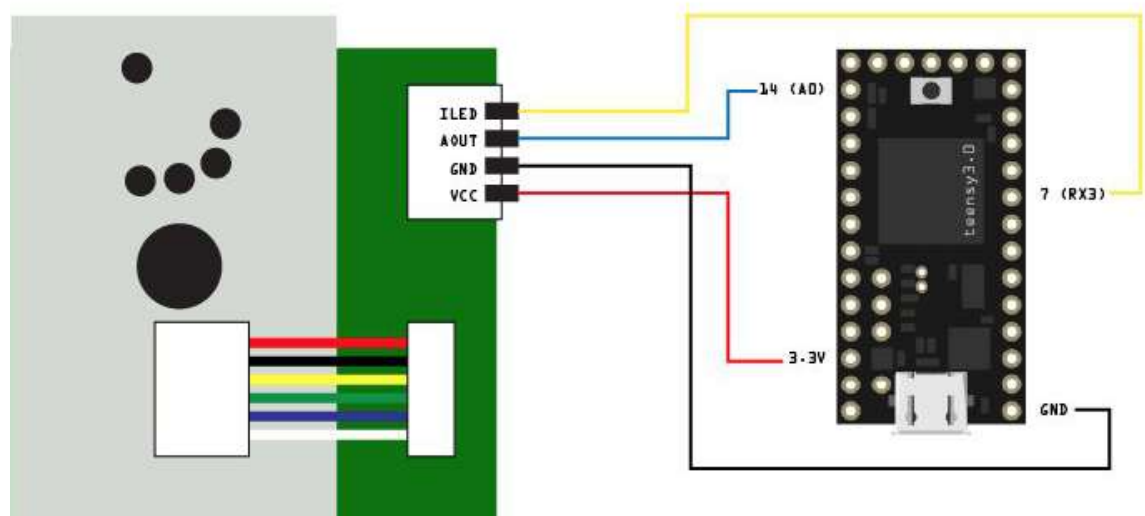 ILED
AOUT
GND
VCC
14 (A0)
3.3V
teensy3.0
7 (RX3)
GND